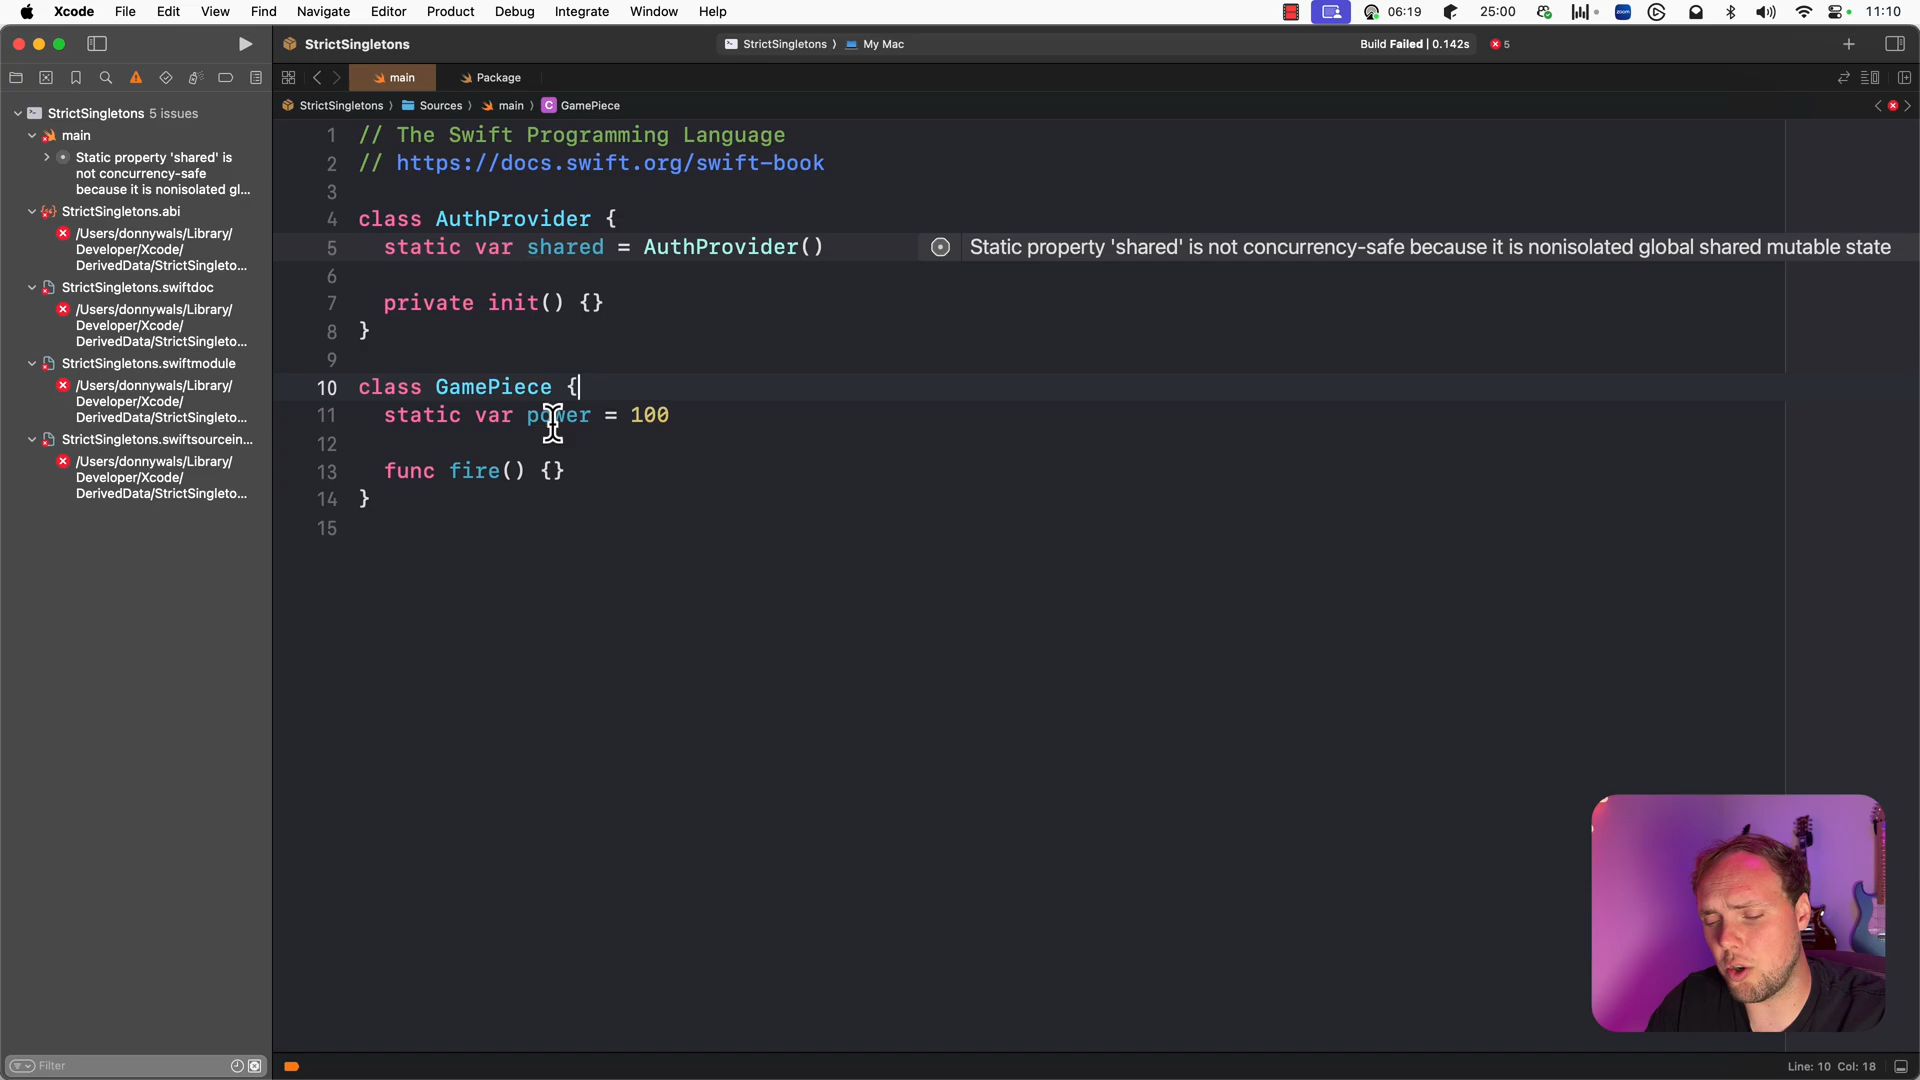 Xcode File Edit View Find Navigate Editor Product Debug Integrate Window Help 06:19 25:00 zoom 11:10
StrictSingletons StrictSingletons 〉 My Mac Build Failed | 0.142s 5
main Package
StrictSingletons 〉 Sources 〉 main 〉 C GamePiece
StrictSingletons 5 issues
main
Static property 'shared' is
not concurrency-safe
because it is nonisolated gl...
StrictSingletons.abi
/Users/donnywals/Library/
Developer/Xcode/
DerivedData/StrictSingleto...
StrictSingletons.swiftdoc
/Users/donnywals/Library/
Developer/Xcode/
DerivedData/StrictSingleto...
StrictSingletons.swiftmodule
/Users/donnywals/Library/
Developer/Xcode/
DerivedData/StrictSingleto...
StrictSingletons.swiftsourcein...
/Users/donnywals/Library/
Developer/Xcode/
DerivedData/StrictSingleto...
Filter
1 // The Swift Programming Language
2 // https://docs.swift.org/swift-book
3
4 class AuthProvider {
5 static var shared = AuthProvider() Static property 'shared' is not concurrency-safe because it is nonisolated global shared mutable state
6
7 private init() {}
8 }
9
10 class GamePiece {
11 static var power = 100
12
13 func fire() {}
14 }
15
Line: 10 Col: 18